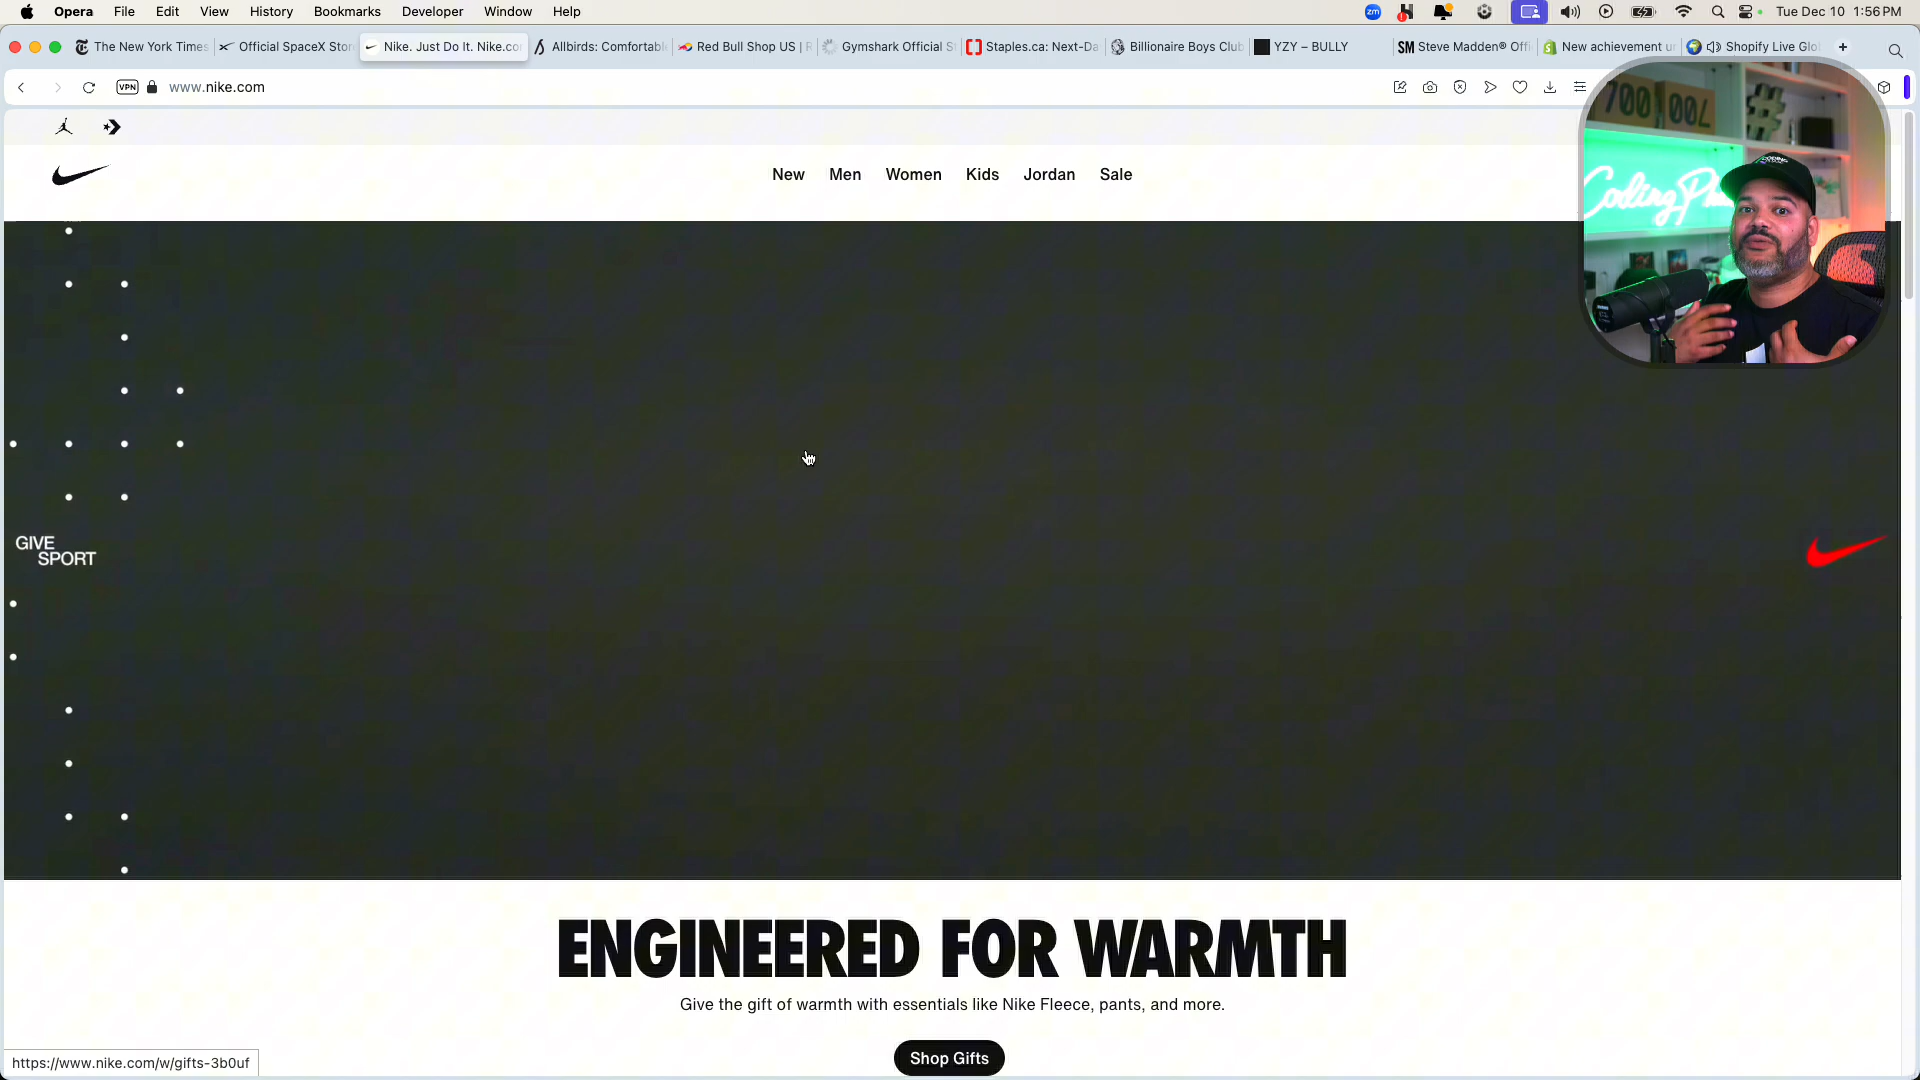 Opera File Edit View History Bookmarks Developer Window Help
zm
Tue Dec 10 1:56 PM
The New York Times
Official SpaceX Stor
Nike. Just Do It. Nike.co
Allbirds: Comfortabl
Red Bull Shop US | R
Gymshark Official S
Staples.ca: Next-Da
Billionaire Boys Club
YZY – BULLY
SM Steve Madden® Offi
New achievement u
Shopify Live Glo
VPN www.nike.com
New Men Women Kids Jordan Sale
GIVE
SPORT
ENGINEERED FOR WARMTH
Give the gift of warmth with essentials like Nike Fleece, pants, and more.
Shop Gifts
https://www.nike.com/w/gifts-3b0uf